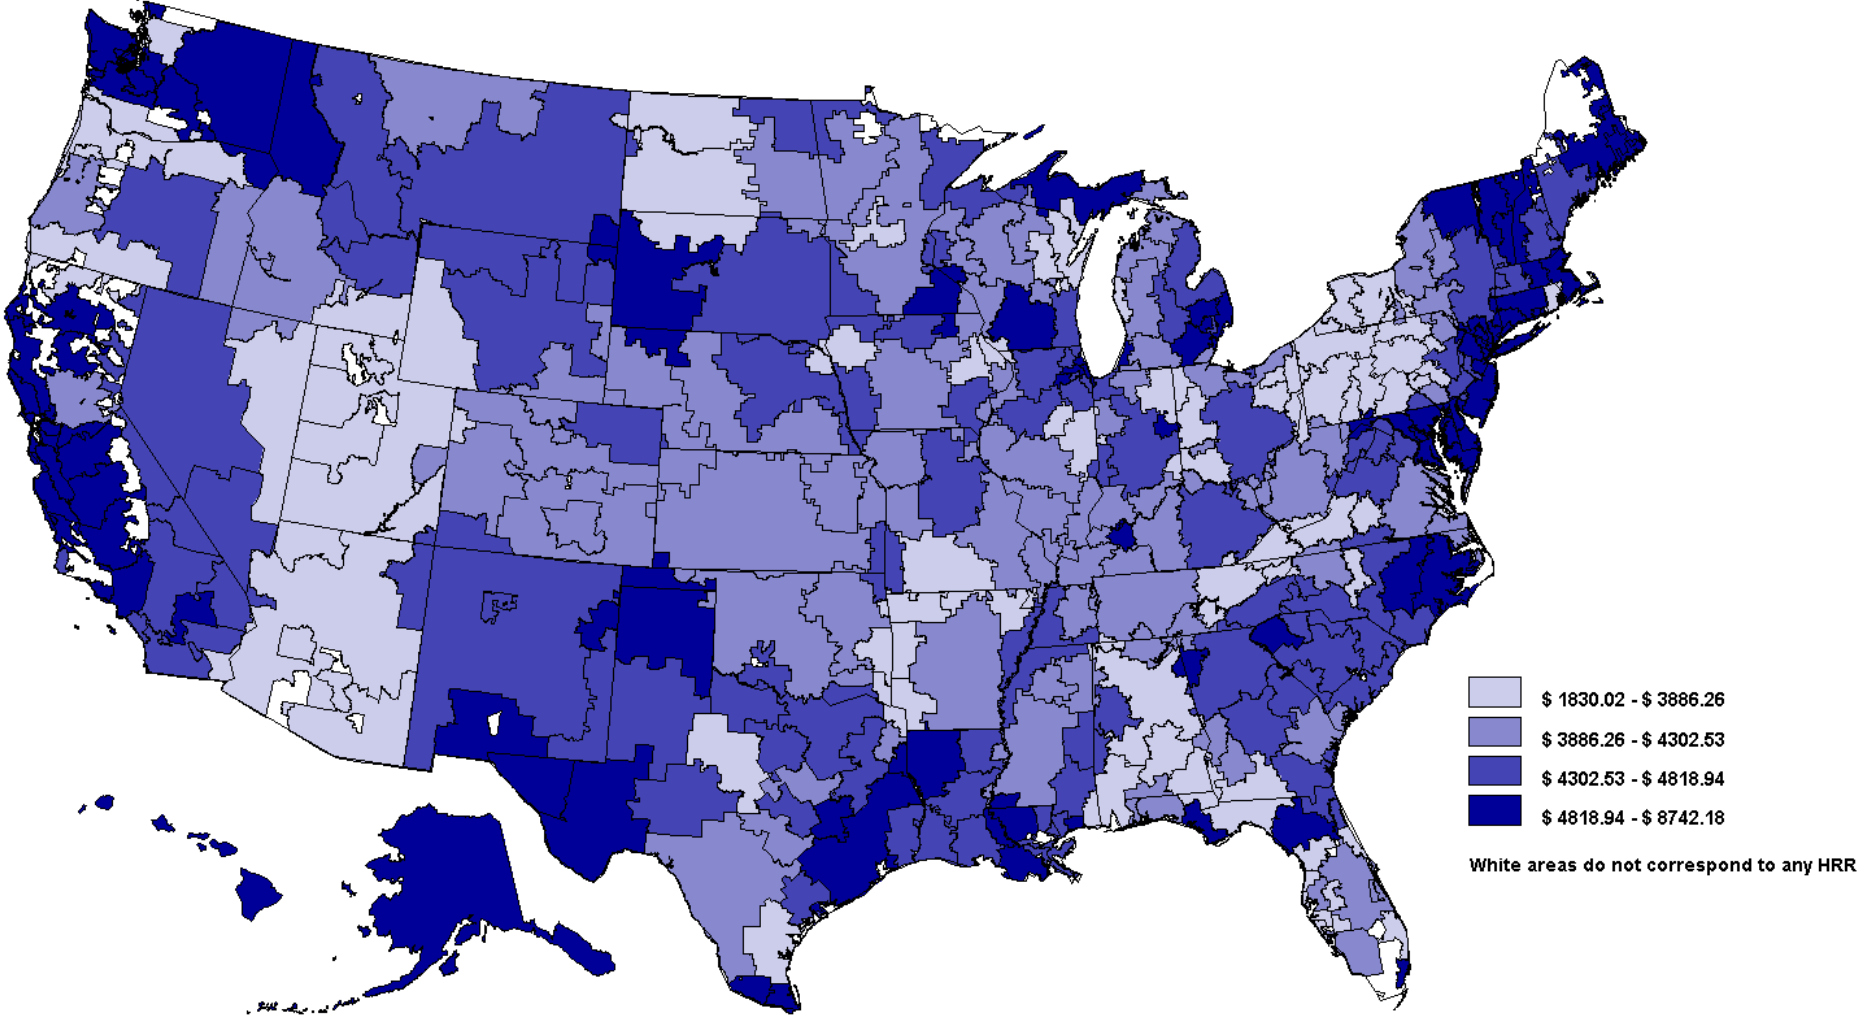 $ 1830.02 - $ 3886.26
$ 3886.26 - $ 4302.53
$ 4302.53 - $ 4818.94
$ 4818.94 - $ 8742.18
White areas do not correspond to any HRR